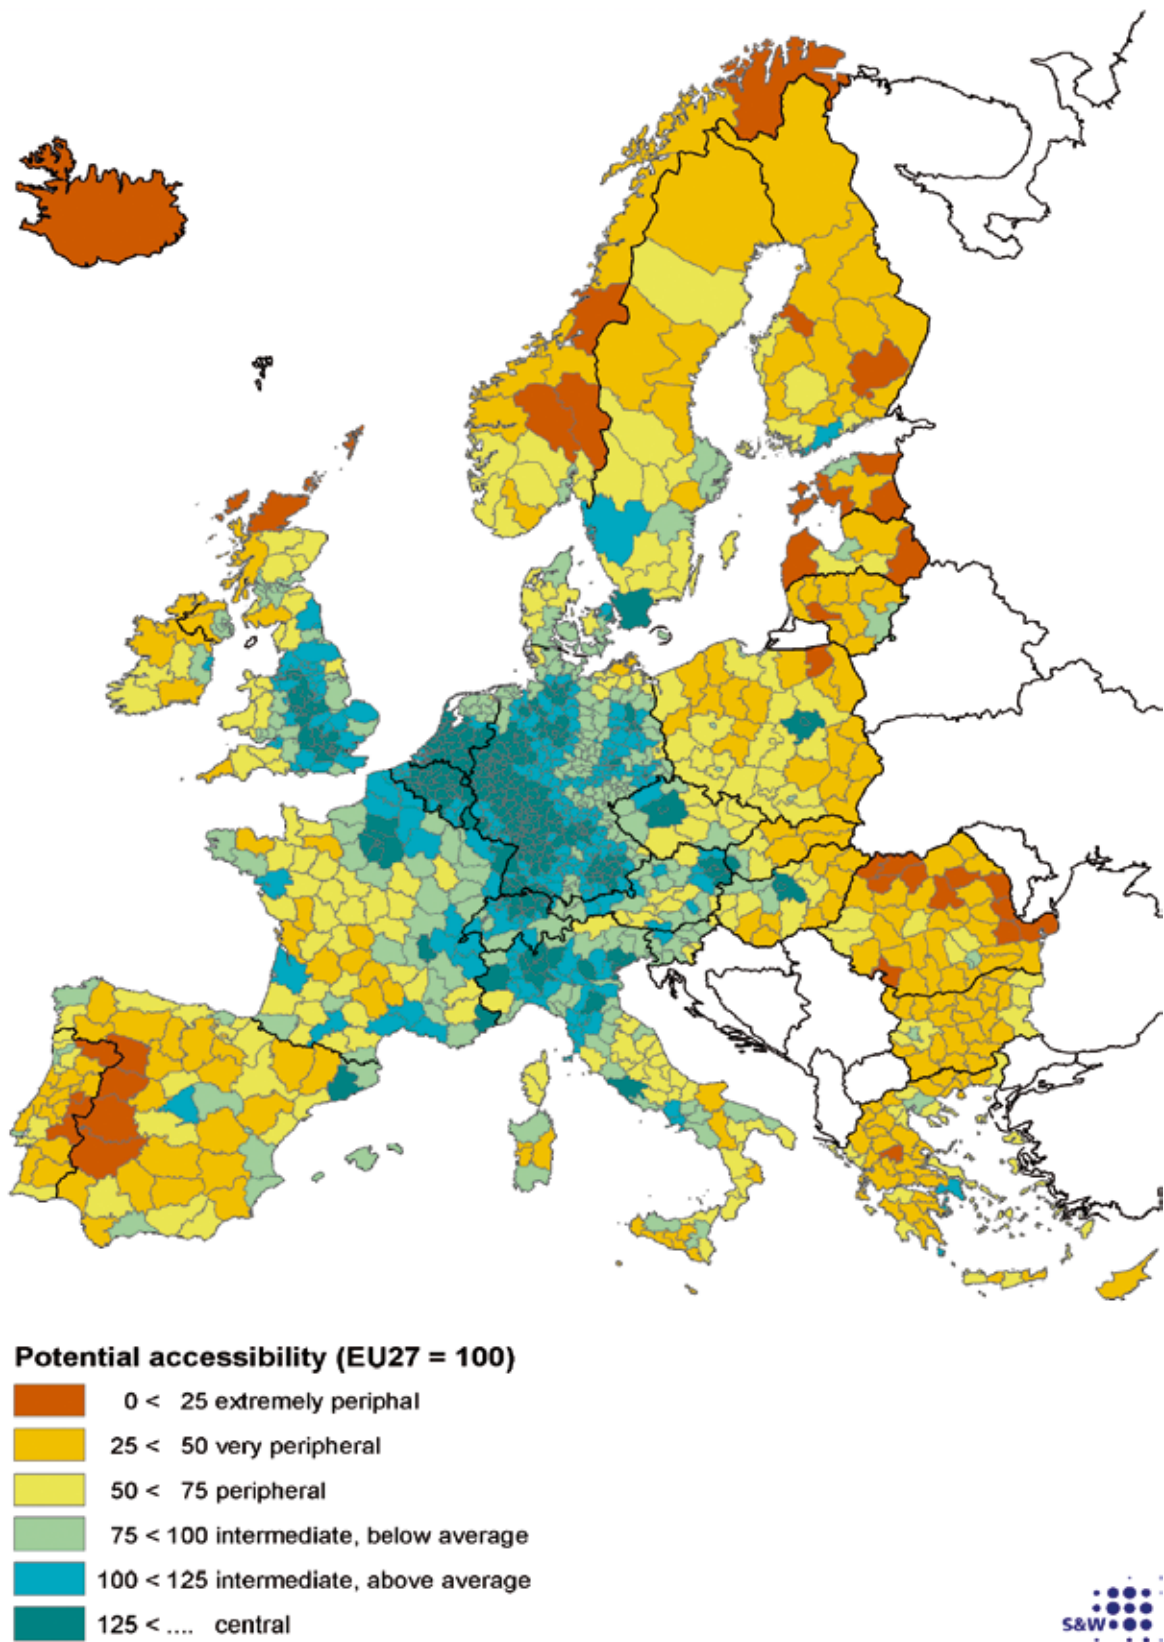 Potential accessibility (EU27 = 100)
0 < 25 extremely periphal
25 < 50 very peripheral
50 < 75 peripheral
75 < 100 intermediate, below average
100 < 125 intermediate, above average
125 < .... central
S&W